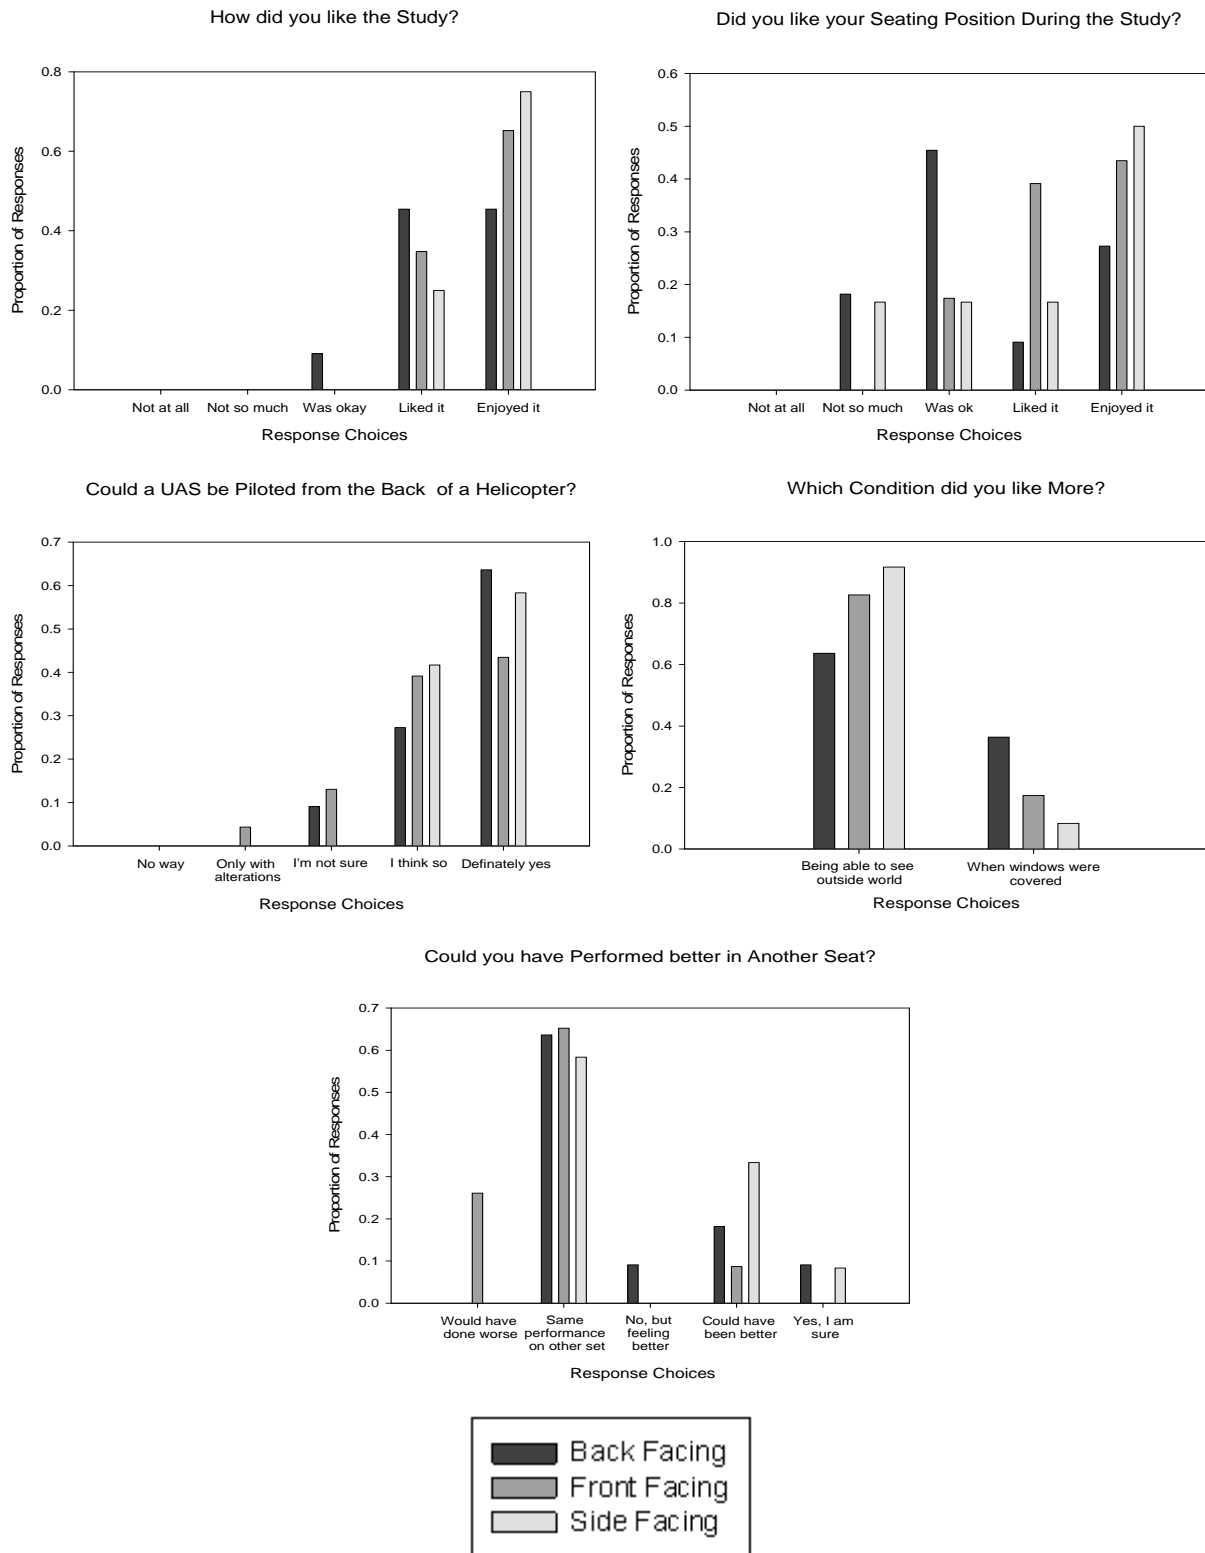 How did you like the Study?
Proportion of Responses
0.8
0.6
0.4
0.2
0.0
Not at all
Not so much
Was okay
Liked it
Enjoyed it
Response Choices
Did you like your Seating Position During the Study?
Proportion of Responses
0.6
0.5
0.4
0.3
0.2
0.1
0.0
Not at all
Not so much
Was ok
Liked it
Enjoyed it
Response Choices
Could a UAS be Piloted from the Back of a Helicopter?
Proportion of Responses
0.7
0.6
0.5
0.4
0.3
0.2
0.1
0.0
No way
Only with
alterations
I'm not sure
I think so
Definately yes
Response Choices
Which Condition did you like More?
Proportion of Responses
1.0
0.8
0.6
0.4
0.2
0.0
Being able to see
outside world
When windows were
covered
Response Choices
Could you have Performed better in Another Seat?
Proportion of Responses
0.7
0.6
0.5
0.4
0.3
0.2
0.1
0.0
Would have
done worse
Same
performance
on other set
No, but
feeling
better
Could have
been better
Yes, I am
sure
Response Choices
Back Facing
Front Facing
Side Facing